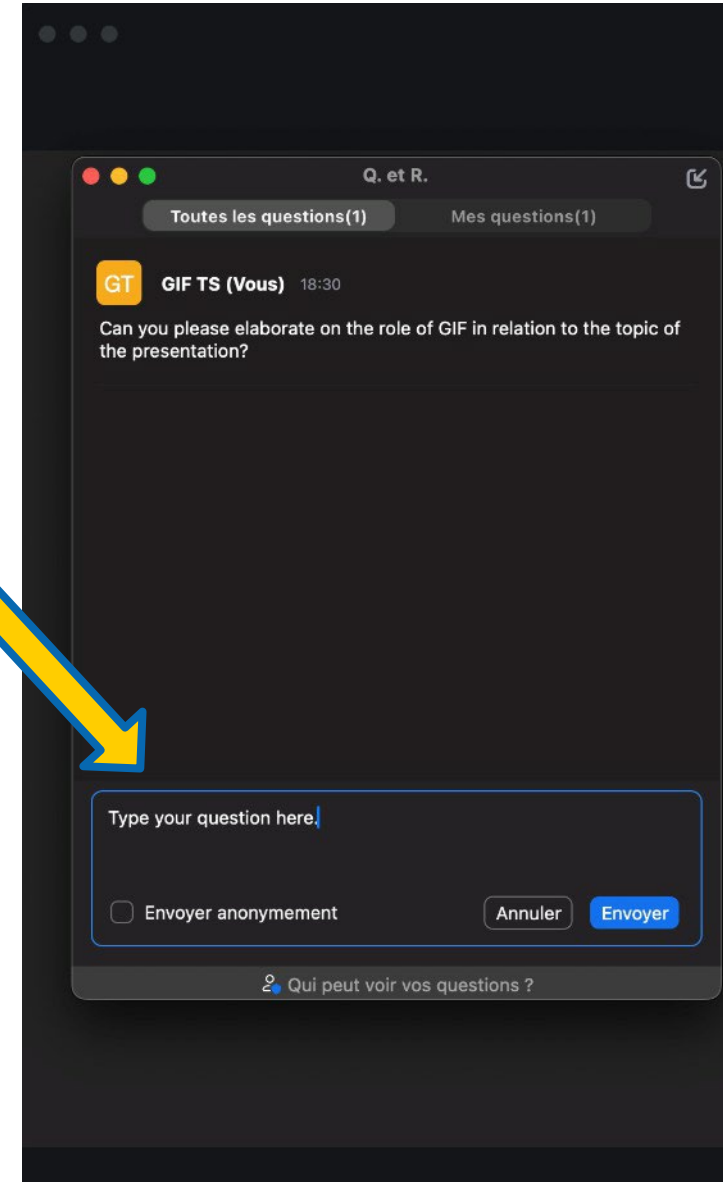 Q. et R.
Toutes les questions(1) Mes questions(1)
GT GIF TS (Vous) 18:30
Can you please elaborate on the role of GIF in relation to the topic of
the presentation?
Type your question here.
Envoyer anonymement Annuler Envoyer
Qui peut voir vos questions ?